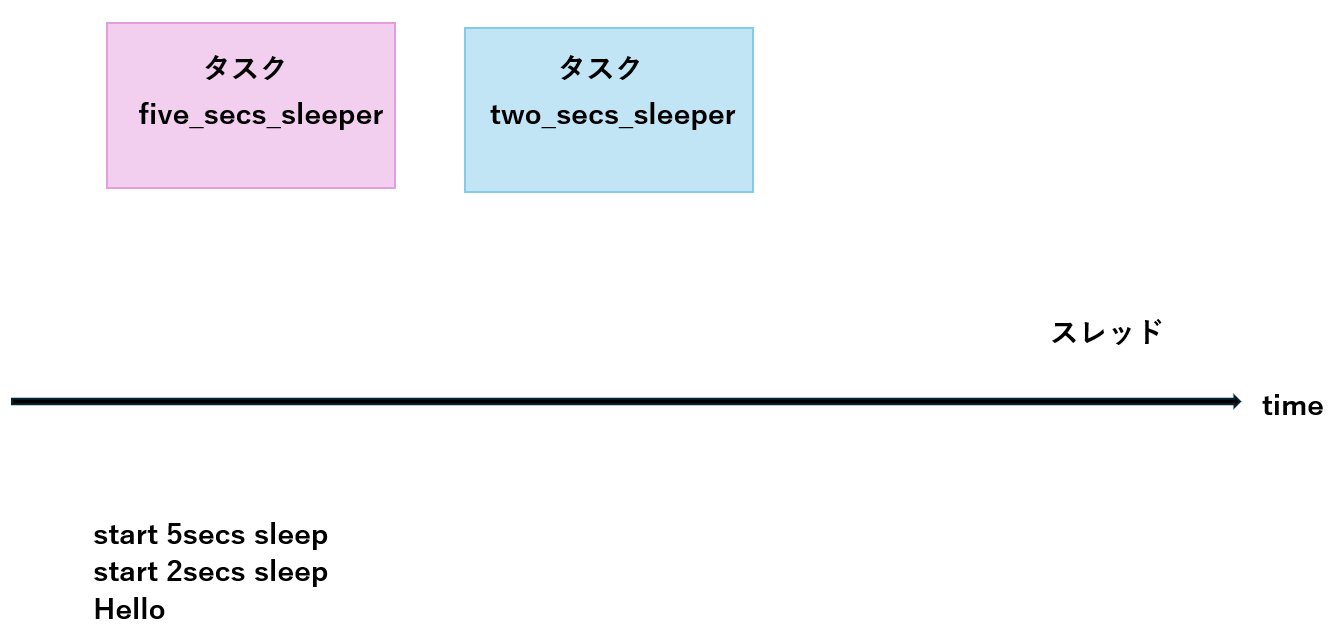 タスク
five_secs_sleeper
タスク
two_secs_sleeper
スレッド
time
start 5secs sleep
start 2secs sleep
Hello